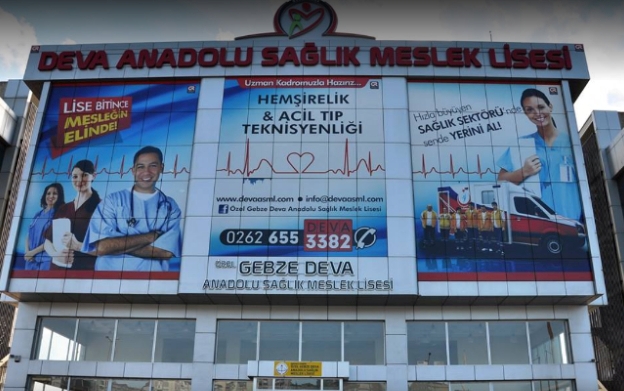 DEVA ANADOLU SAĞLIK MESLEK LİSESİ
LİSE BİTİNCE
MESLEĞİN
ELİNDE!
Uzman Kadromuzla Hazırız...
HEMŞİRELİK
& ACİL TIP
TEKNİSYENLİĞİ
www.devaasml.com • info@devaasml.com
Özel Gebze Deva Anadolu Sağlık Meslek Lisesi
0262 655 DEVA 3382
Hızla büyüyen
SAĞLIK SEKTÖRÜ'nde
sende YERİNİ AL!
ÖZEL GEBZE DEVA
ANADOLU SAĞLIK MESLEK LİSESİ